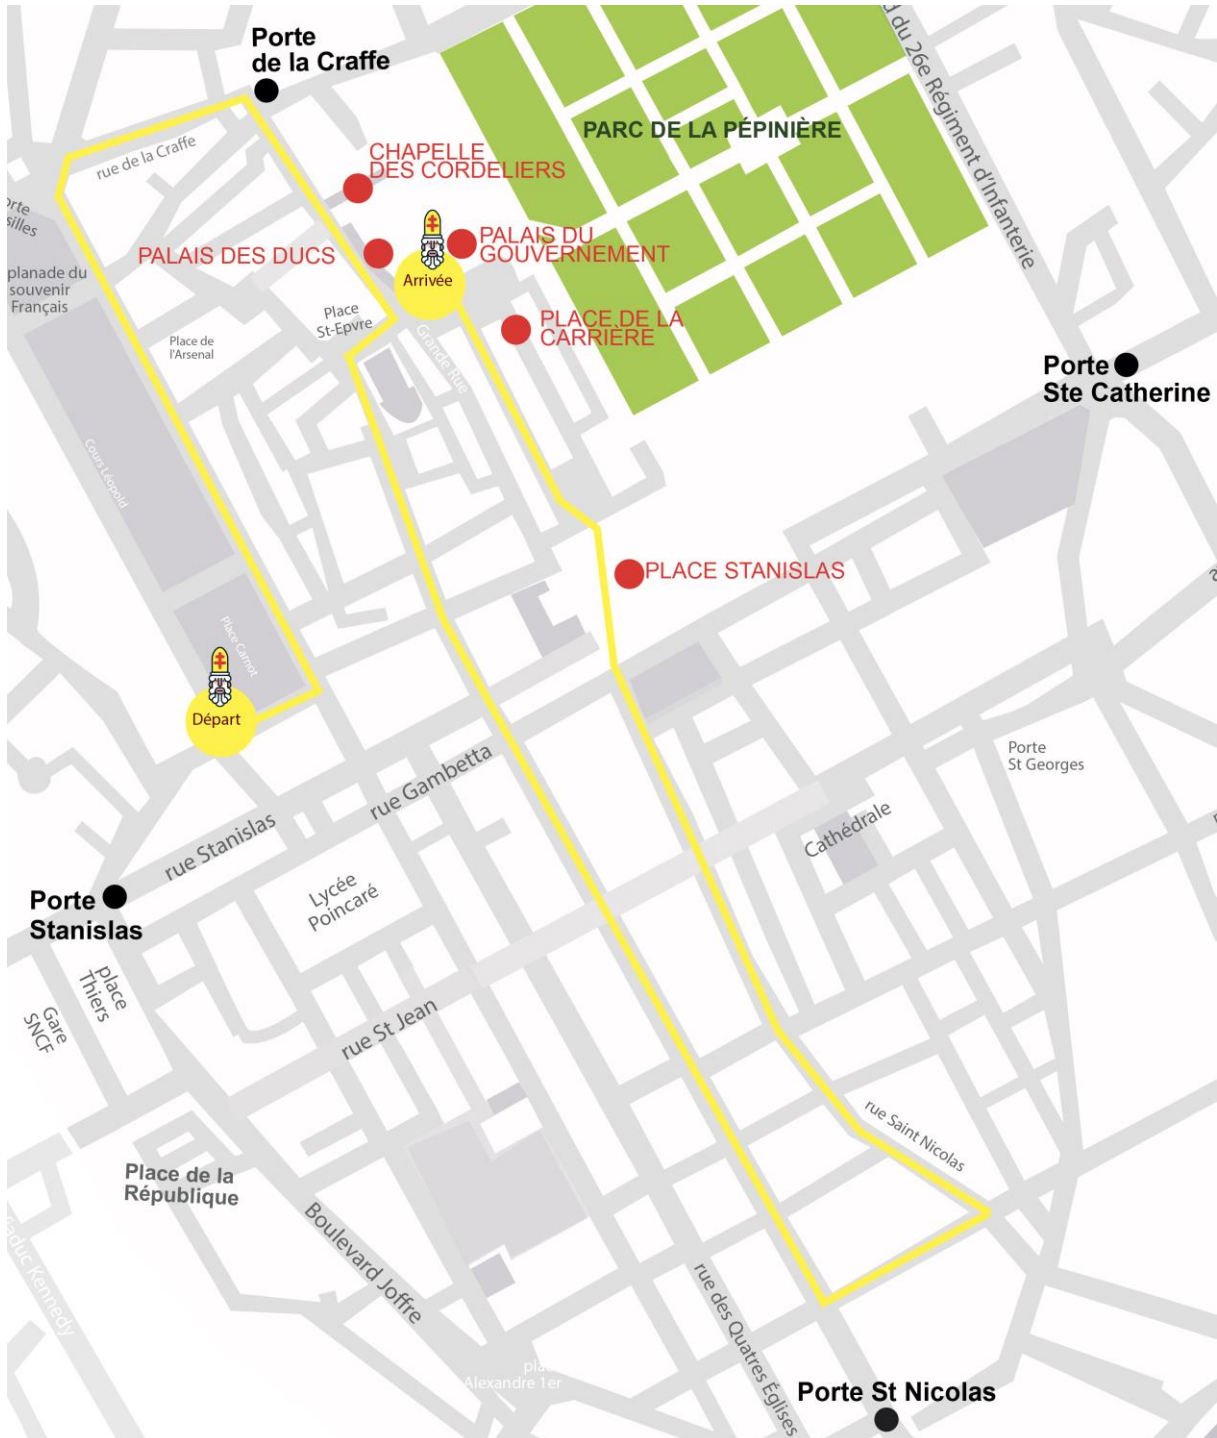 Porte
de la Craffe
d du 26e Régiment d'Infanterie
PARC DE LA PÉPINIÈRE
rue de la Craffe
CHAPELLE
DES CORDELIERS
orte
silles
PALAIS DES DUCS
PALAIS DU
GOUVERNEMENT
Arrivée
planade du
souvenir
Français
Place
St-Epvre
Place de
l'Arsenal
Grande Rue
PLACE DE LA
CARRIÈRE
Porte
Ste Catherine
Cours Léopold
PLACE STANISLAS
Place Carnot
Départ
Porte
St Georges
rue Gambetta
rue Stanislas
Cathédrale
Lycée
Poincaré
Porte
Stanislas
place
Thiers
Gare
SNCF
rue St Jean
rue Saint Nicolas
Place de la
République
Boulevard Joffre
aduc Kennedy
rue des Quatres Églises
Alexandre 1er
Porte St Nicolas